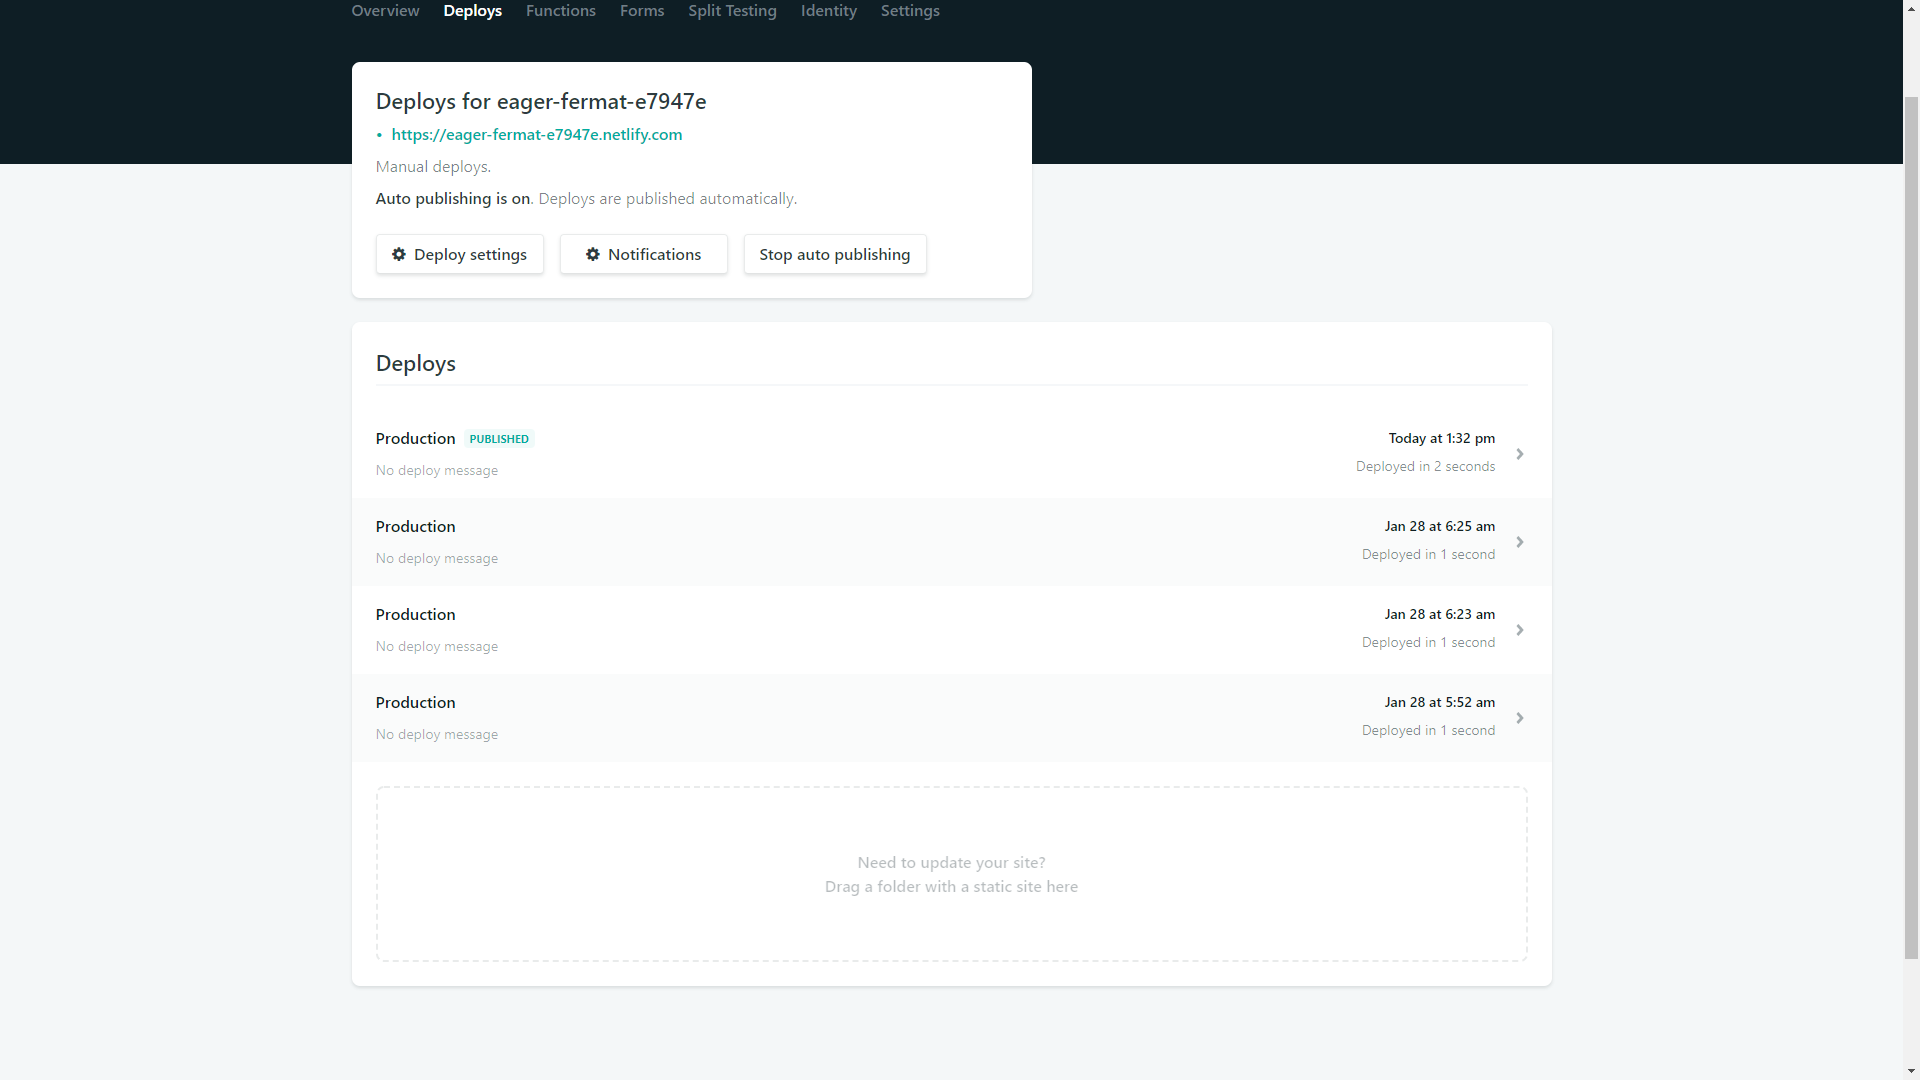 Overview Deploys Functions Forms Split Testing Identity Settings
Deploys for eager-fermat-e7947e
• https://eager-fermat-e7947e.netlify.com
Manual deploys.
Auto publishing is on. Deploys are published automatically.
Deploy settings Notifications Stop auto publishing
Deploys
Production PUBLISHED Today at 1:32 pm
No deploy message Deployed in 2 seconds
Production Jan 28 at 6:25 am
No deploy message Deployed in 1 second
Production Jan 28 at 6:23 am
No deploy message Deployed in 1 second
Production Jan 28 at 5:52 am
No deploy message Deployed in 1 second
Need to update your site?
Drag a folder with a static site here